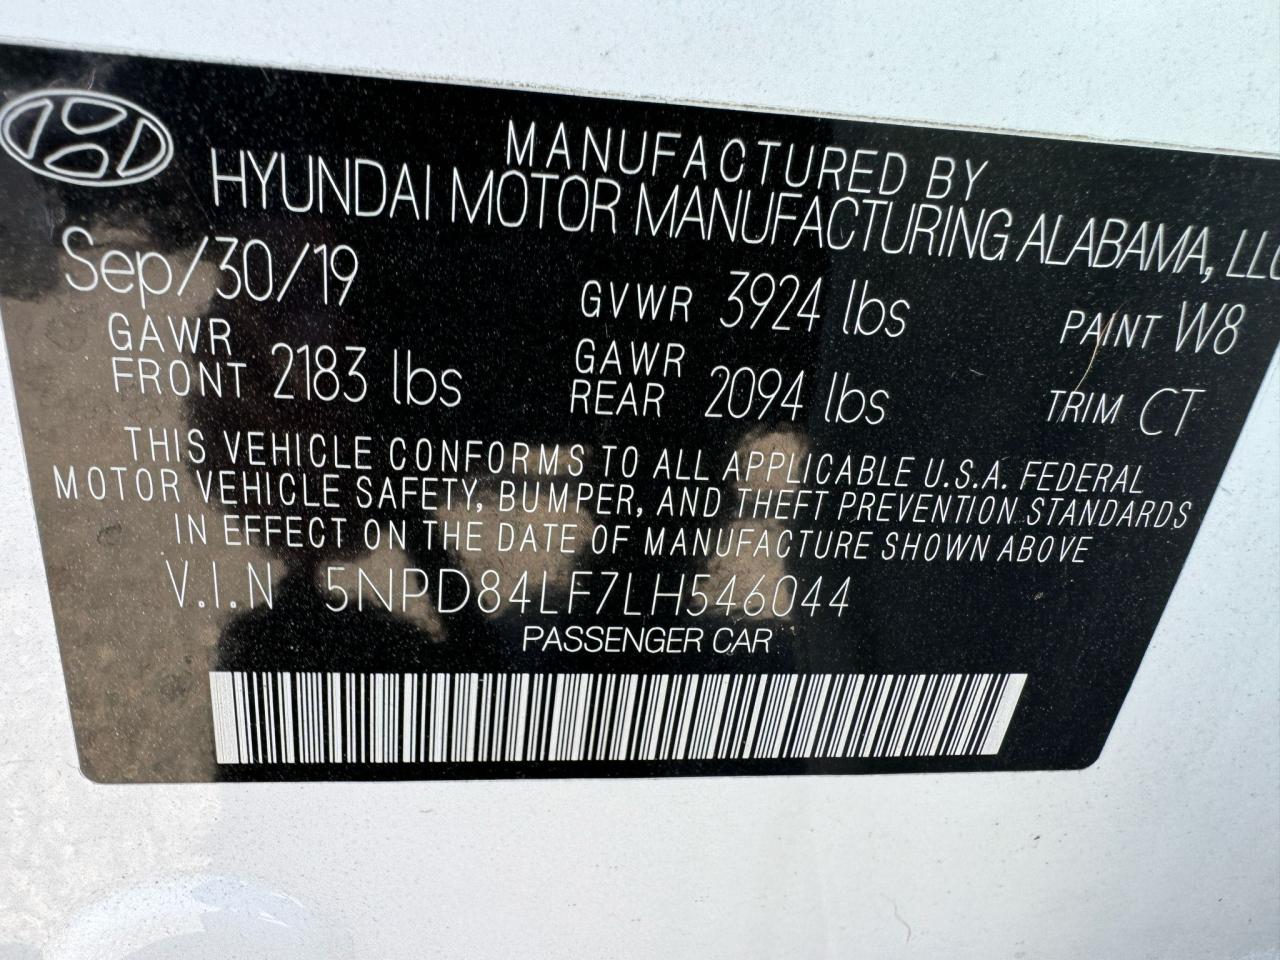 MANUFACTURED BY
HYUNDAI MOTOR MANUFACTURING ALABAMA, LLC
Sep/30/19 GVWR 3924 lbs PAINT W8
GAWR FRONT 2183 lbs GAWR REAR 2094 lbs TRIM CT
THIS VEHICLE CONFORMS TO ALL APPLICABLE U.S.A. FEDERAL
MOTOR VEHICLE SAFETY, BUMPER, AND THEFT PREVENTION STANDARDS
IN EFFECT ON THE DATE OF MANUFACTURE SHOWN ABOVE
V.I.N 5NPD84LF7LH546044
PASSENGER CAR